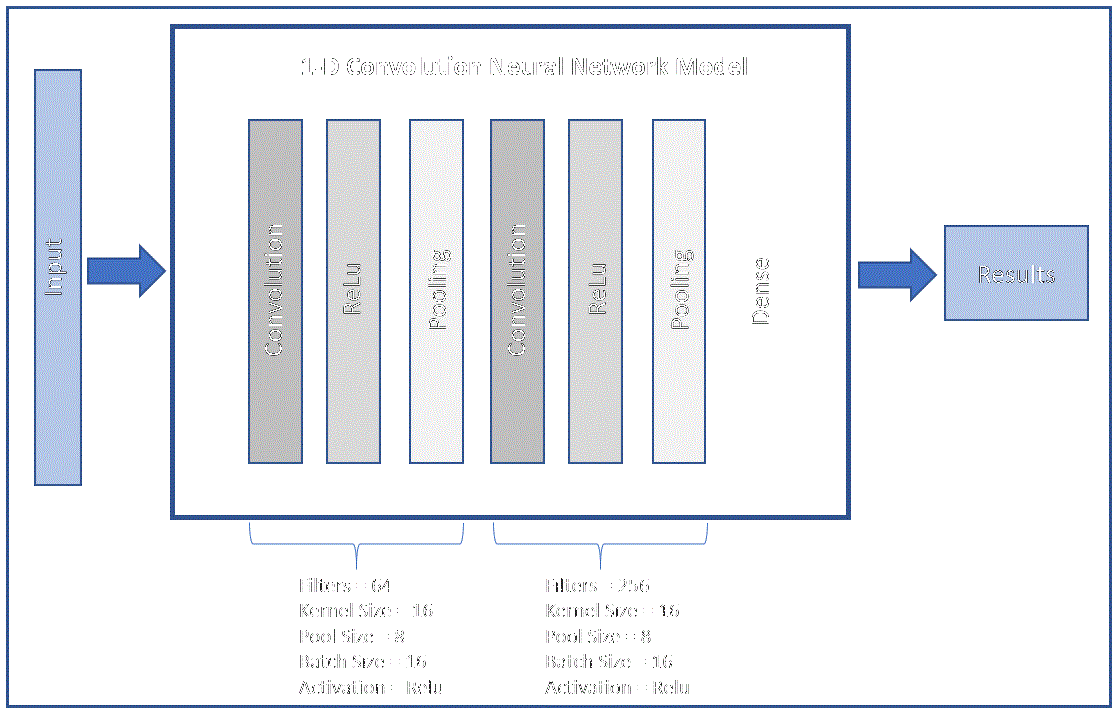 1-D Convolution Neural Network Model
Input
Convolution
ReLu
Pooling
Convolution
ReLu
Pooling
Dense
Results
Filters = 64
Kernel Size = 16
Pool Size = 8
Batch Size = 16
Activation = Relu
Filters = 256
Kernel Size = 16
Pool Size = 8
Batch Size = 16
Activation = Relu